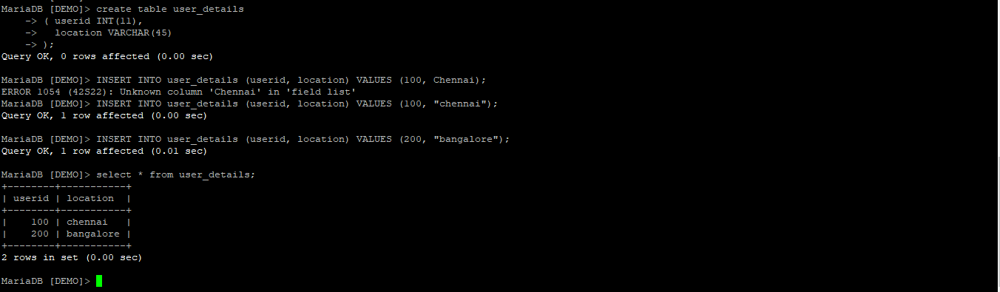 MariaDB [DEMO]> create table user_details
    -> ( userid INT(11),
    ->   location VARCHAR(45)
    -> );
Query OK, 0 rows affected (0.00 sec)

MariaDB [DEMO]> INSERT INTO user_details (userid, location) VALUES (100, Chennai);
ERROR 1054 (42S22): Unknown column 'Chennai' in 'field list'
MariaDB [DEMO]> INSERT INTO user_details (userid, location) VALUES (100, "chennai");
Query OK, 1 row affected (0.00 sec)

MariaDB [DEMO]> INSERT INTO user_details (userid, location) VALUES (200, "bangalore");
Query OK, 1 row affected (0.01 sec)

MariaDB [DEMO]> select * from user_details;
+--------+-----------+
| userid | location  |
+--------+-----------+
|    100 | chennai   |
|    200 | bangalore |
+--------+-----------+
2 rows in set (0.00 sec)

MariaDB [DEMO]>